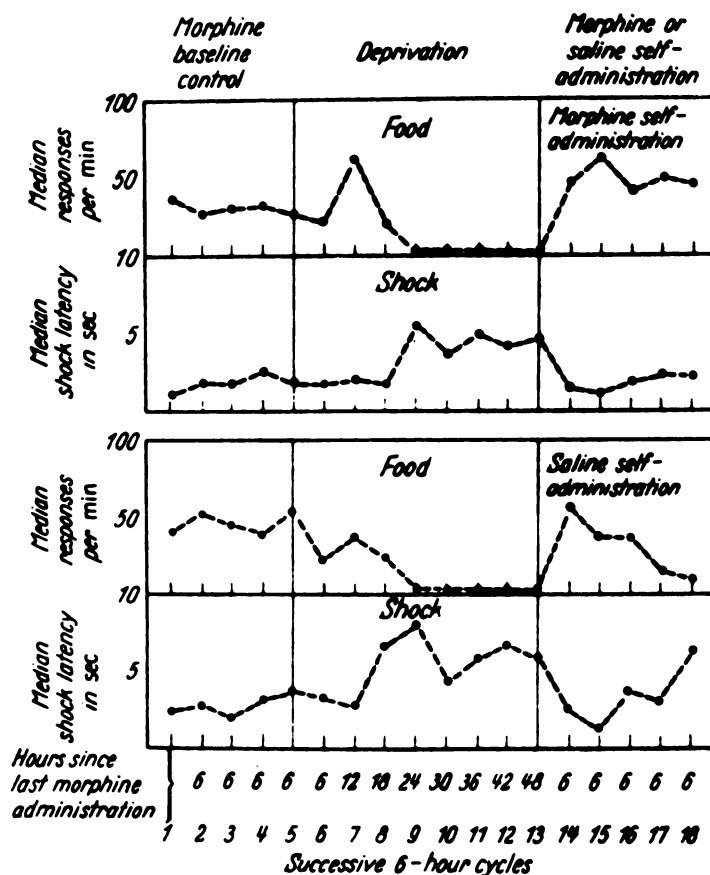 Morphine baseline control
Deprivation
Morphine or saline self-administration
100
50
10
Median responses per min
Food
Morphine self-administration
5
Median shock latency in sec
Shock
100
50
10
Median responses per min
Food
Saline self-administration
5
Median shock latency in sec
Shock
Hours since last morphine administration
6 6 6 6 6 12 18 24 30 36 42 48 6 6 6 6 6
1 2 3 4 5 6 7 8 9 10 11 12 13 14 15 16 17 18
Successive 6-hour cycles